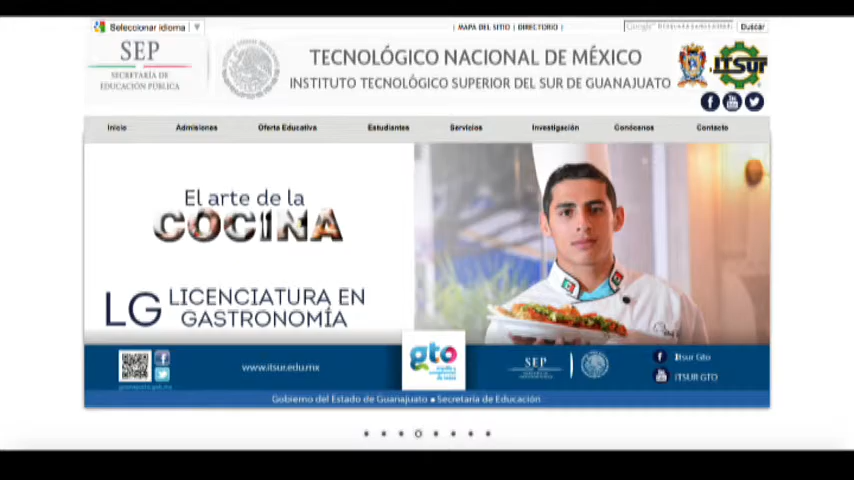 Seleccionar idioma | ▼
| MAPA DEL SITIO | DIRECTORIO |
Google
Buscar
SEP
SECRETARÍA DE
EDUCACIÓN PÚBLICA
TECNOLÓGICO NACIONAL DE MÉXICO
INSTITUTO TECNOLÓGICO SUPERIOR DEL SUR DE GUANAJUATO
ITSUR
Inicio Admisiones Oferta Educativa Estudiantes Servicios Investigación Conócenos Contacto
El arte de la
COCINA
LG LICENCIATURA EN
GASTRONOMÍA
www.itsur.edu.mx
gto
SEP
Itsur Gto
ITSUR GTO
Gobierno del Estado de Guanajuato • Secretaría de Educación